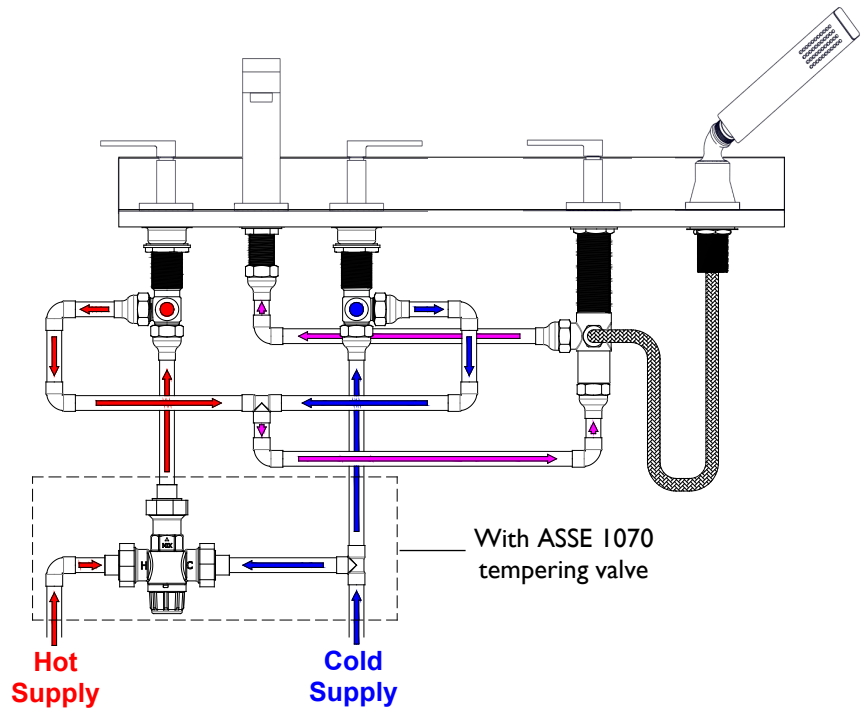 H
MIX
C
With ASSE 1070
tempering valve
Hot
Supply
Cold
Supply